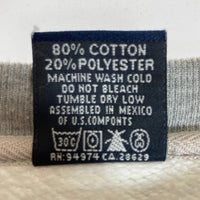 80% COTTON
20% POLYESTER
MACHINE WASH COLD
DO NOT BLEACH
TUMBLE DRY LOW
ASSEMBLED IN MEXICO
OF U.S. COMPONTS
30°C
RN: 94974 CA. 28629